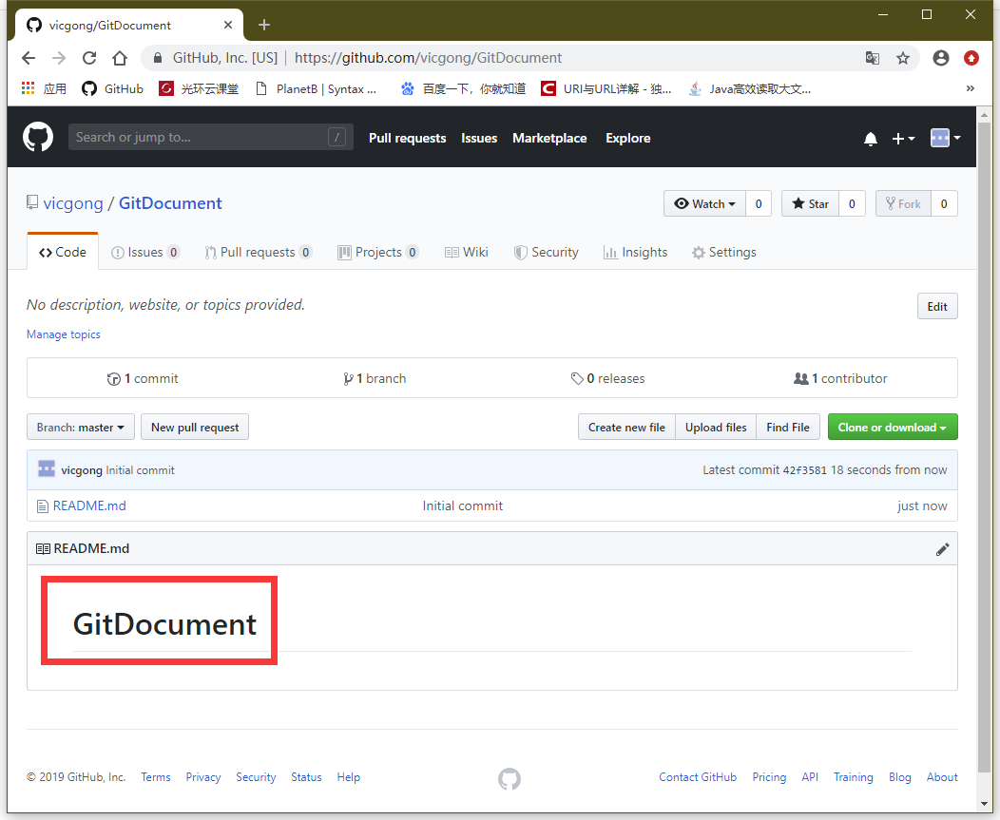 vicgong/GitDocument
GitHub, Inc. [US] | https://github.com/vicgong/GitDocument
应用 GitHub 光环云课堂 PlanetB | Syntax ... 百度一下，你就知道 URI与URL详解 - 独... Java高效读取大文...
Search or jump to... / Pull requests Issues Marketplace Explore
vicgong / GitDocument Watch 0 Star 0 Fork 0
Code Issues 0 Pull requests 0 Projects 0 Wiki Security Insights Settings
No description, website, or topics provided. Edit
Manage topics
1 commit 1 branch 0 releases 1 contributor
Branch: master New pull request Create new file Upload files Find File Clone or download
vicgong Initial commit Latest commit 42f3581 18 seconds from now
README.md Initial commit just now
README.md
GitDocument
© 2019 GitHub, Inc. Terms Privacy Security Status Help Contact GitHub Pricing API Training Blog About